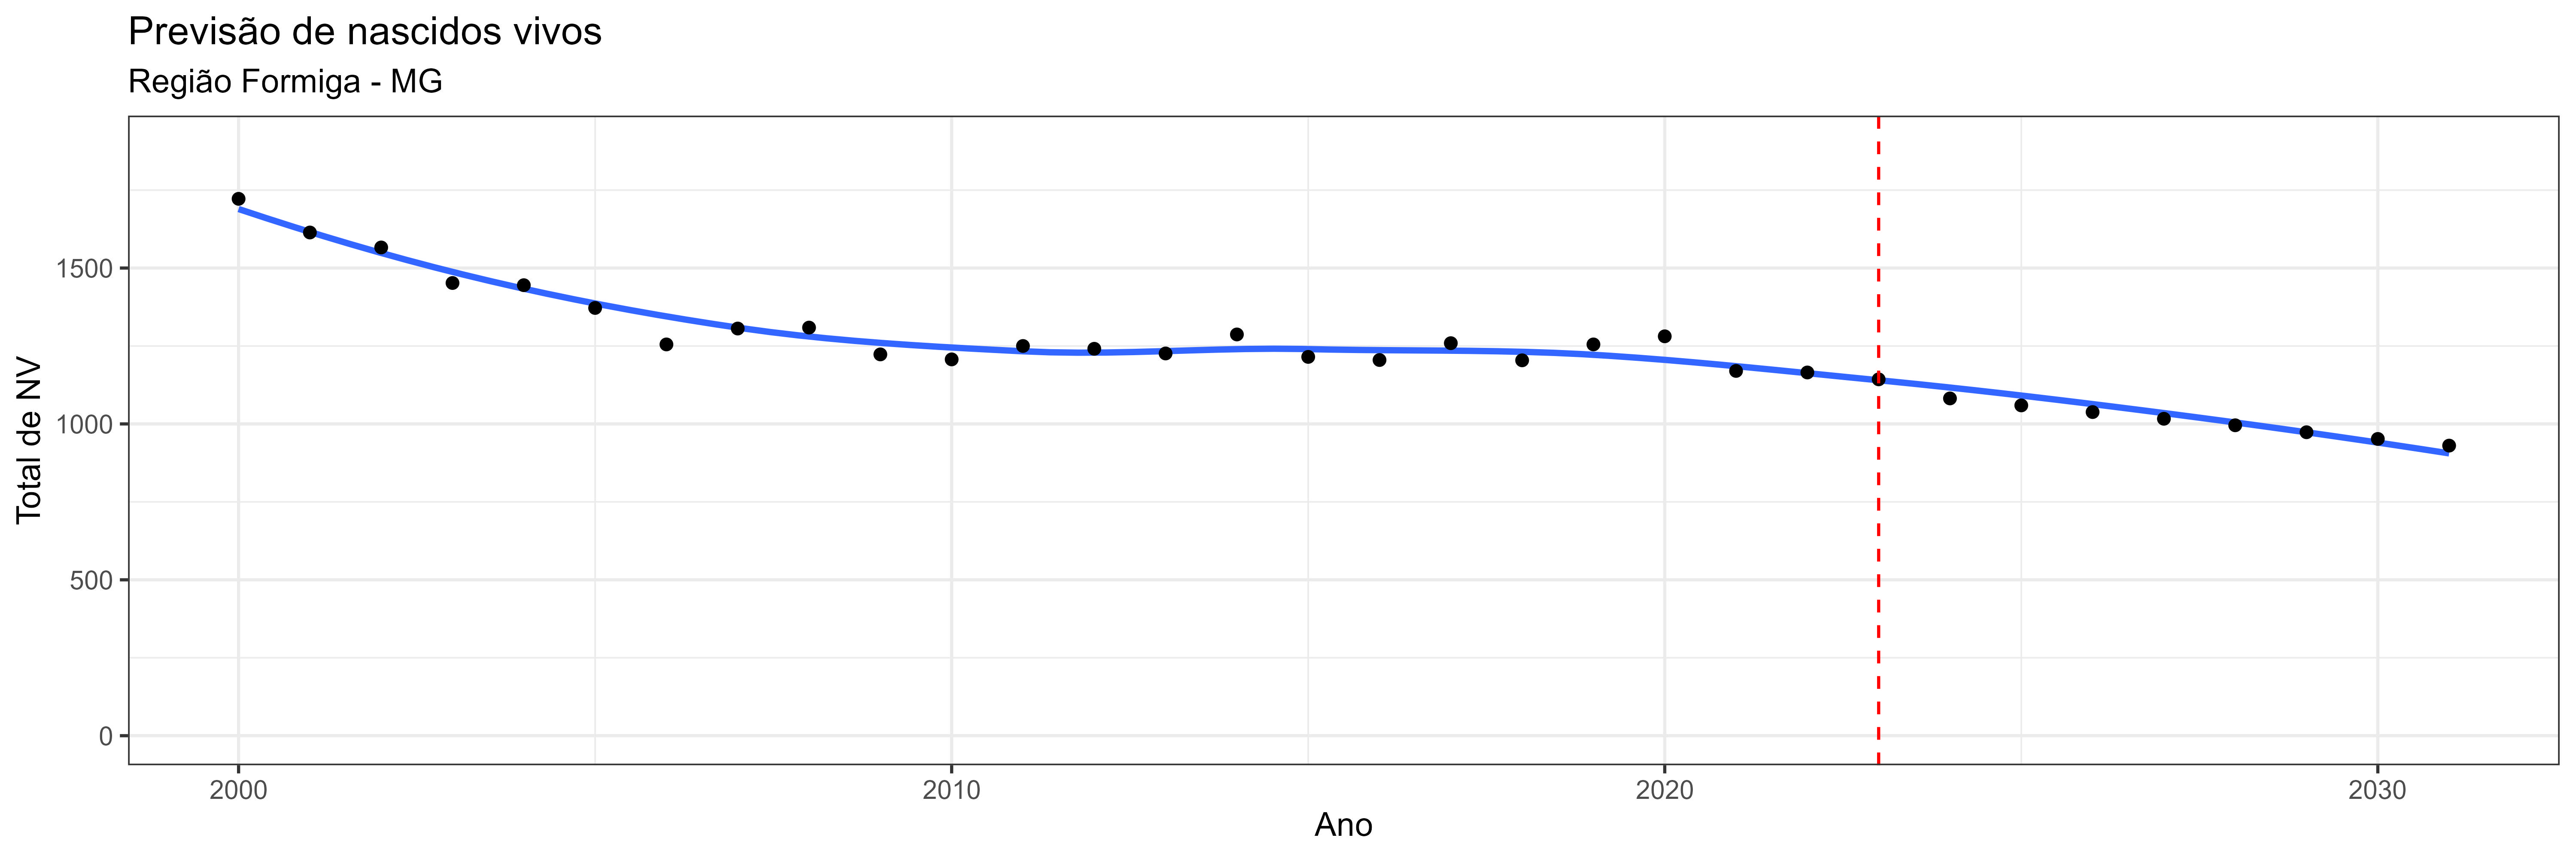 Previsão de nascidos vivos
Região Formiga - MG
Total de NV
1500
1000
500
0
2000
2010
2020
2030
Ano